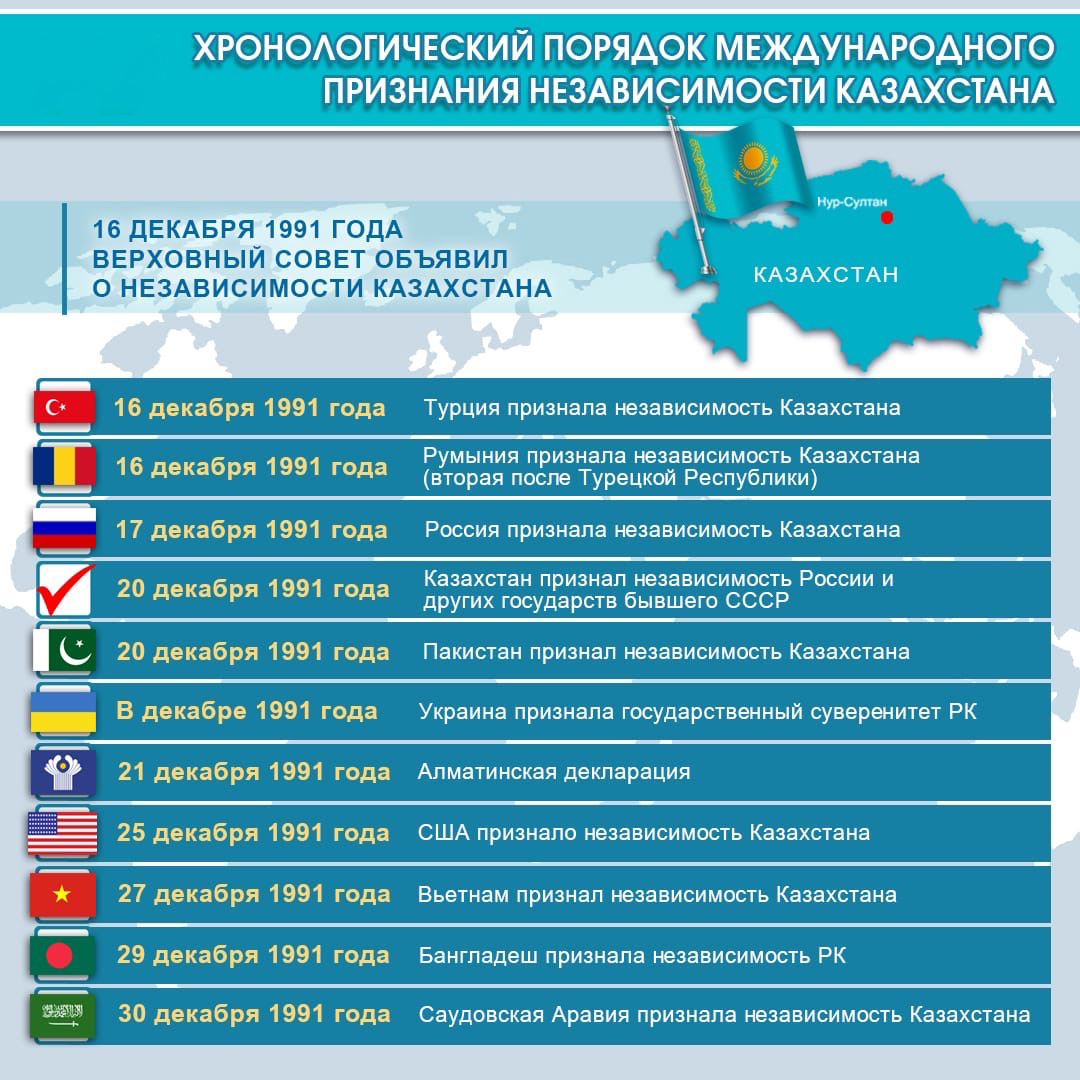 ХРОНОЛОГИЧЕСКИЙ ПОРЯДОК МЕЖДУНАРОДНОГО
ПРИЗНАНИЯ НЕЗАВИСИМОСТИ КАЗАХСТАНА
Нур-Султан
КАЗАХСТАН
16 ДЕКАБРЯ 1991 ГОДА
ВЕРХОВНЫЙ СОВЕТ ОБЪЯВИЛ
О НЕЗАВИСИМОСТИ КАЗАХСТАНА
16 декабря 1991 года Турция признала независимость Казахстана
16 декабря 1991 года Румыния признала независимость Казахстана
(вторая после Турецкой Республики)
17 декабря 1991 года Россия признала независимость Казахстана
20 декабря 1991 года Казахстан признал независимость России и
других государств бывшего СССР
20 декабря 1991 года Пакистан признал независимость Казахстана
В декабре 1991 года Украина признала государственный суверенитет РК
21 декабря 1991 года Алматинская декларация
25 декабря 1991 года США признало независимость Казахстана
27 декабря 1991 года Вьетнам признал независимость Казахстана
29 декабря 1991 года Бангладеш признала независимость РК
30 декабря 1991 года Саудовская Аравия признала независимость Казахстана